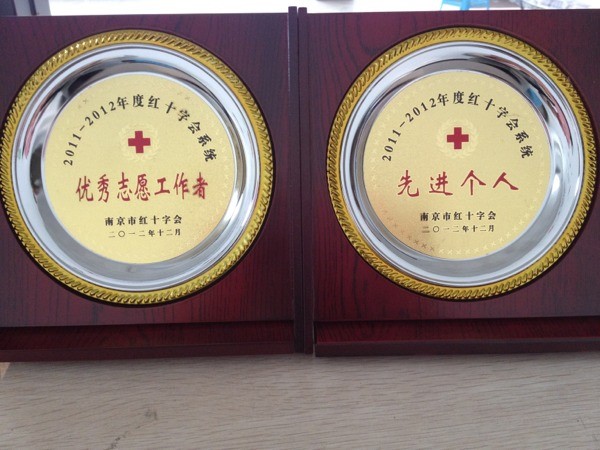 2011-2012年度红十字会系统
优秀志愿工作者
南京市红十字会
二〇一二年十二月
2011-2012年度红十字会系统
先进个人
南京市红十字会
二〇一二年十二月